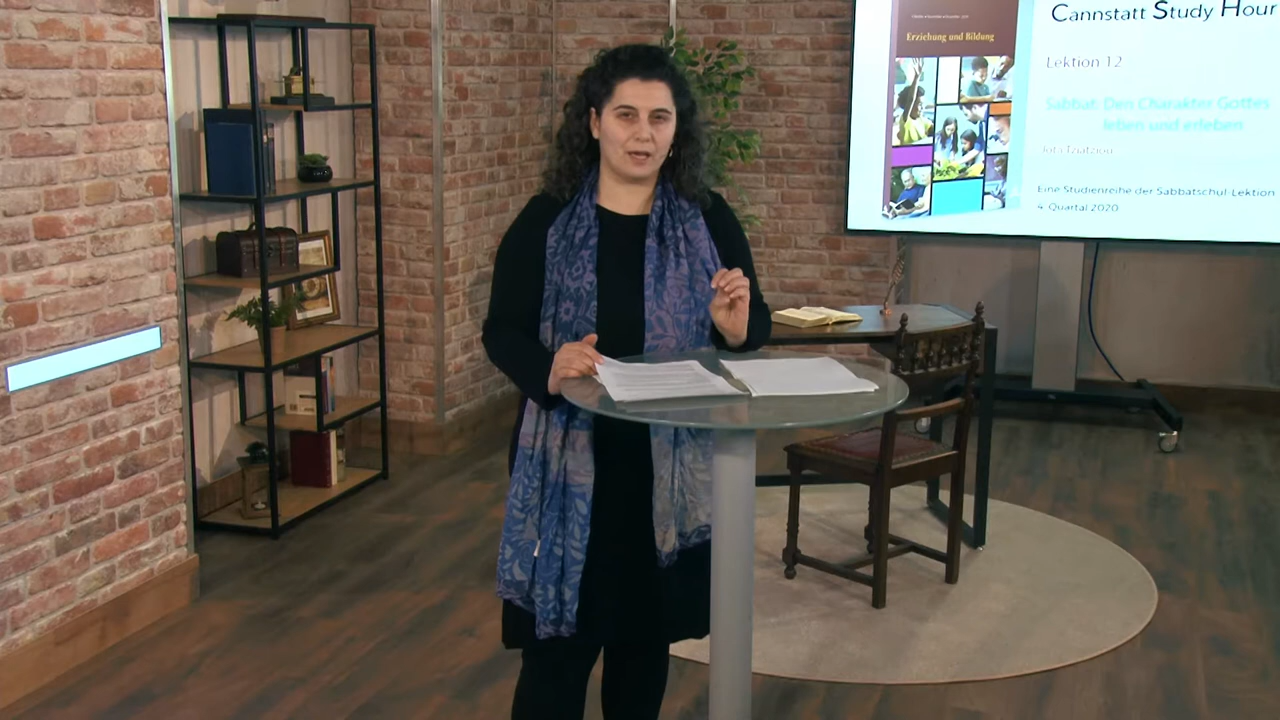 Erziehung und Bildung
Cannstatt Study Hour
Lektion 12
Sabbat: Den Charakter Gottes
leben und erleben
Eine Studienreihe der Sabbatschul-Lektion
4. Quartal 2020